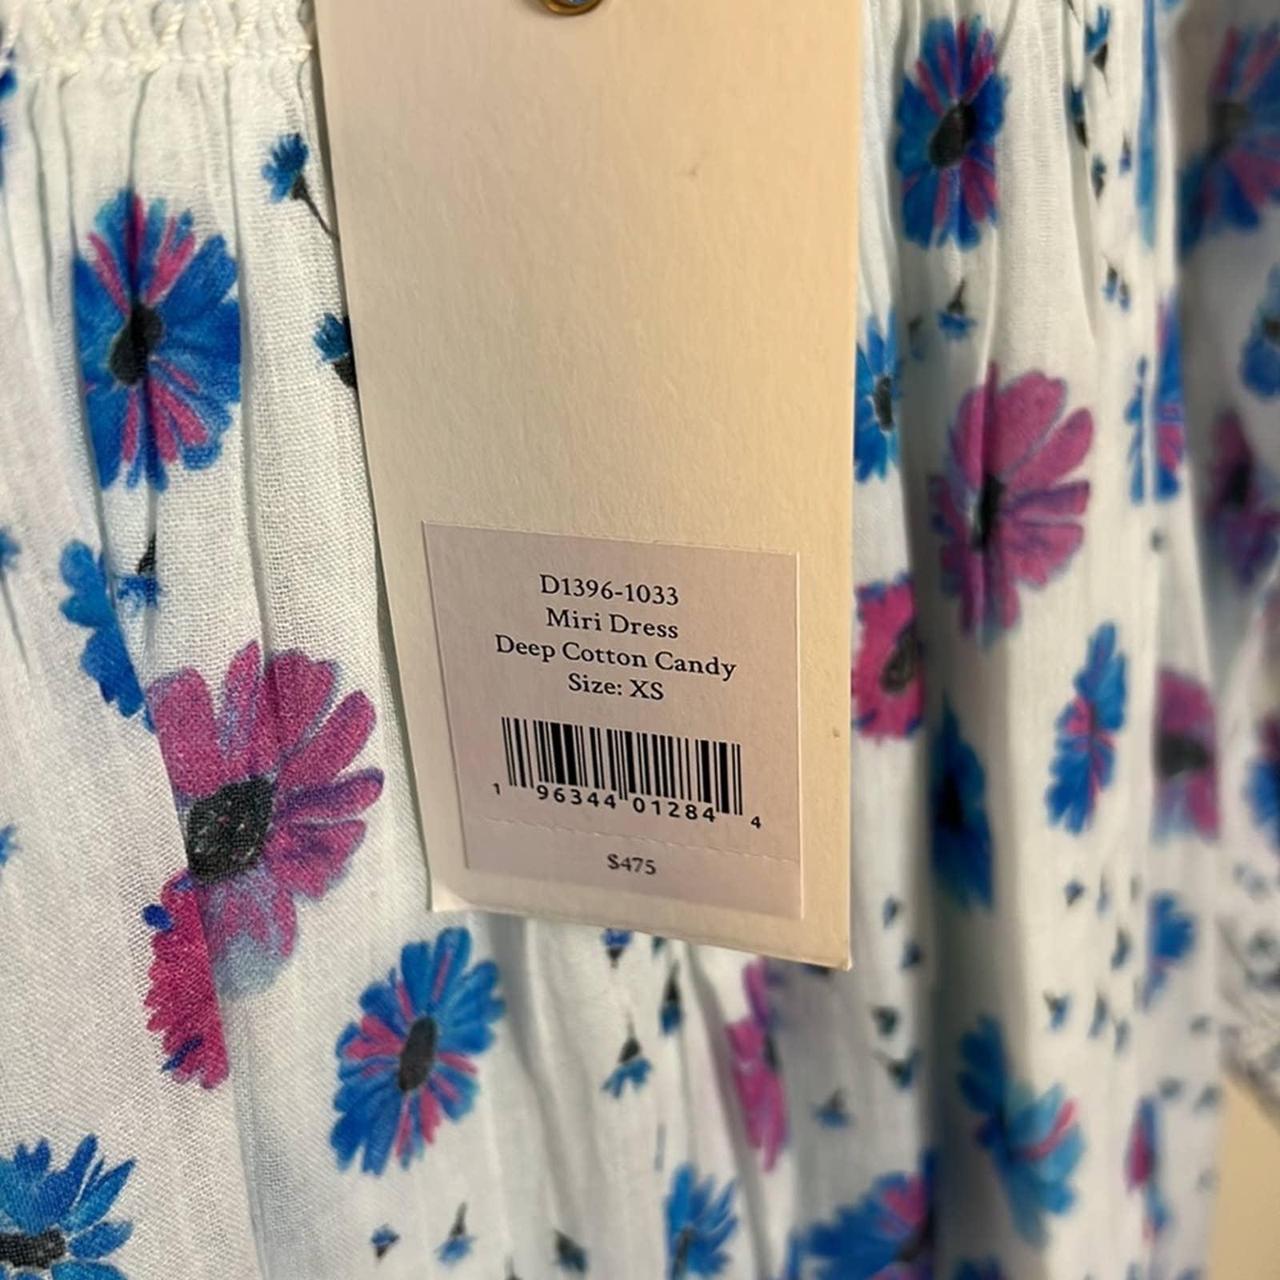 D1396-1033
Miri Dress
Deep Cotton Candy
Size: XS
1 96344 01284 4
$475